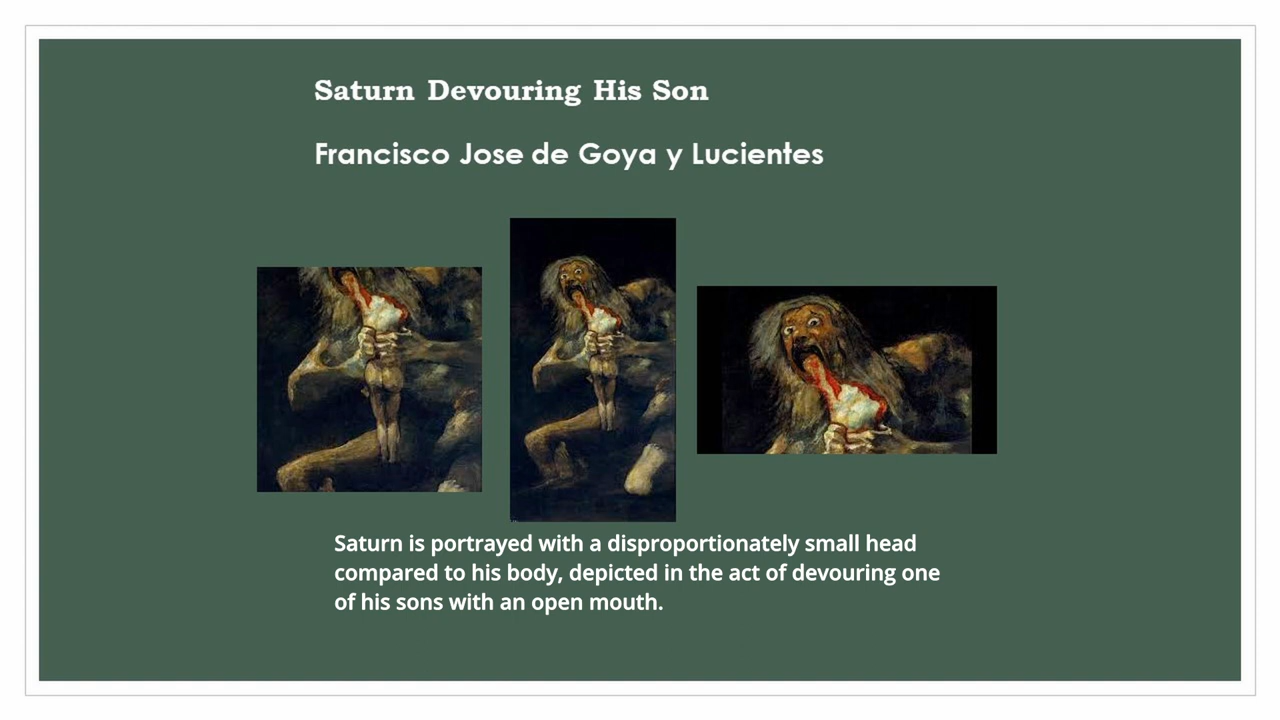 Saturn Devouring His Son
Francisco Jose de Goya y Lucientes
Saturn is portrayed with a disproportionately small head
compared to his body, depicted in the act of devouring one
of his sons with an open mouth.